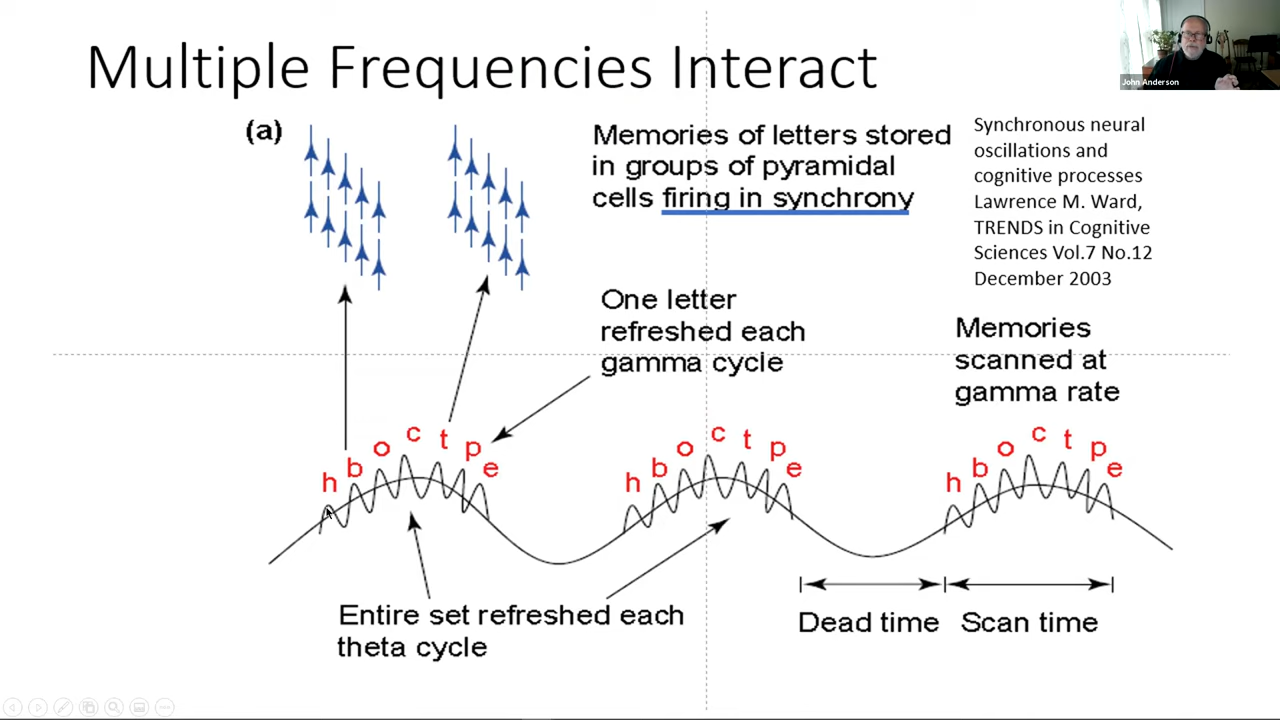 Multiple Frequencies Interact
John Anderson
(a)
Memories of letters stored
in groups of pyramidal
cells firing in synchrony
Synchronous neural
oscillations and
cognitive processes
Lawrence M. Ward,
TRENDS in Cognitive
Sciences Vol.7 No.12
December 2003
One letter
refreshed each
gamma cycle
Memories
scanned at
gamma rate
h b o c t p e
h b o c t p e
h b o c t p e
Entire set refreshed each
theta cycle
Dead time
Scan time